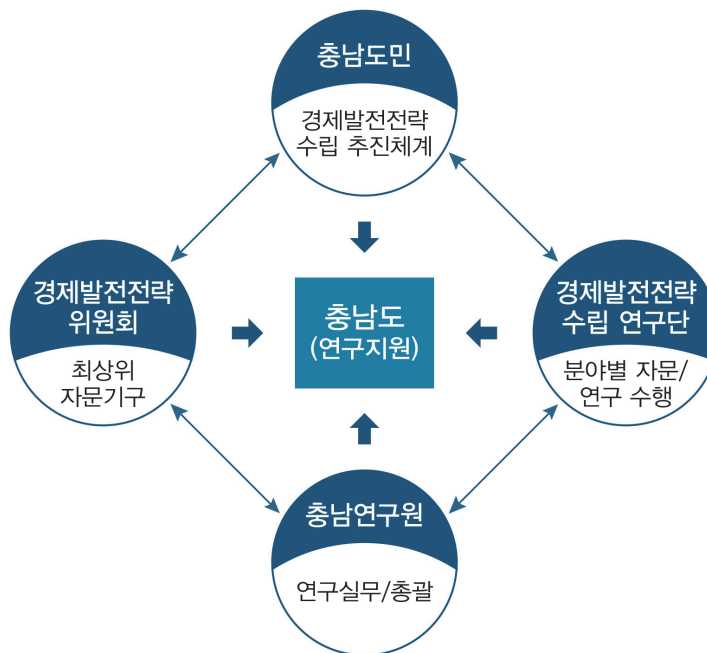 충남도민
경제발전전략
수립 추진체계
경제발전전략
위원회
최상위
자문기구
충남도
(연구지원)
경제발전전략
수립 연구단
분야별 자문/
연구 수행
충남연구원
연구실무/총괄